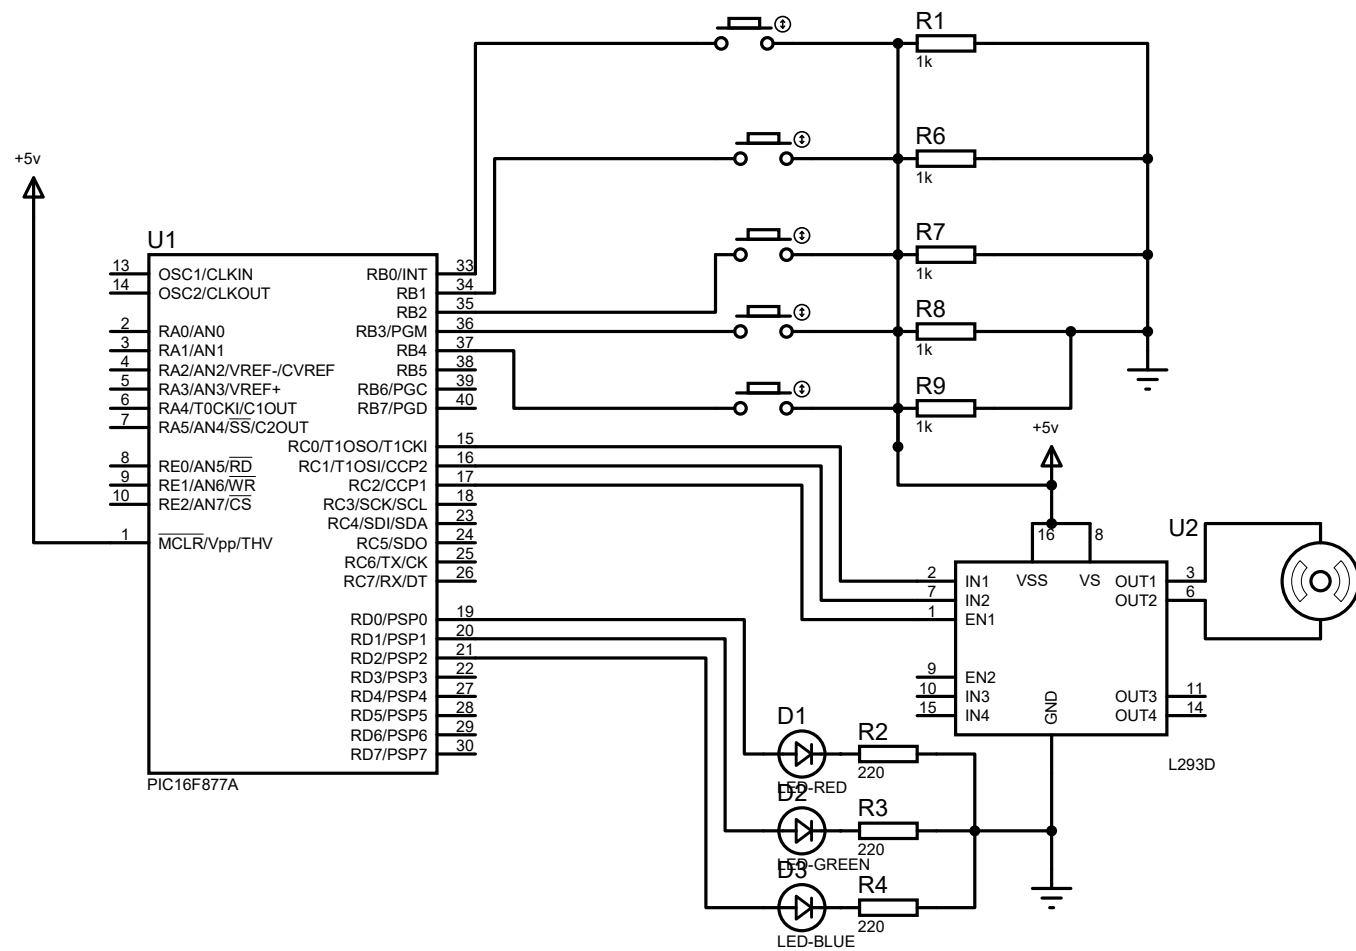 R1
1k
R6
1k
+5v
R7
1k
U1
13 OSC1/CLKIN RB0/INT 33
14 OSC2/CLKOUT RB1 34
RB2 35
R8
1k
2 RA0/AN0 RB3/PGM 36
3 RA1/AN1 RB4 37
4 RA2/AN2/VREF-/CVREF RB5 38
5 RA3/AN3/VREF+ RB6/PGC 39
6 RA4/T0CKI/C1OUT RB7/PGD 40
R9
1k
7 RA5/AN4/SS/C2OUT
+5v
RC0/T1OSO/T1CKI 15
8 RE0/AN5/RD RC1/T1OSI/CCP2 16
9 RE1/AN6/WR RC2/CCP1 17
10 RE2/AN7/CS RC3/SCK/SCL 18
RC4/SDI/SDA 23
1 MCLR/Vpp/THV RC5/SDO 24
RC6/TX/CK 25
RC7/RX/DT 26
16 8
U2
VSS VS
2 IN1 OUT1 3
7 IN2 OUT2 6
1 EN1
RD0/PSP0 19
RD1/PSP1 20
RD2/PSP2 21
RD3/PSP3 22
RD4/PSP4 27
RD5/PSP5 28
RD6/PSP6 29
RD7/PSP7 30
9 EN2
10 IN3 OUT3 11
15 IN4 OUT4 14
GND
L293D
PIC16F877A
D1
R2
220
LED-RED
D2
R3
220
LED-GREEN
D3
R4
220
LED-BLUE